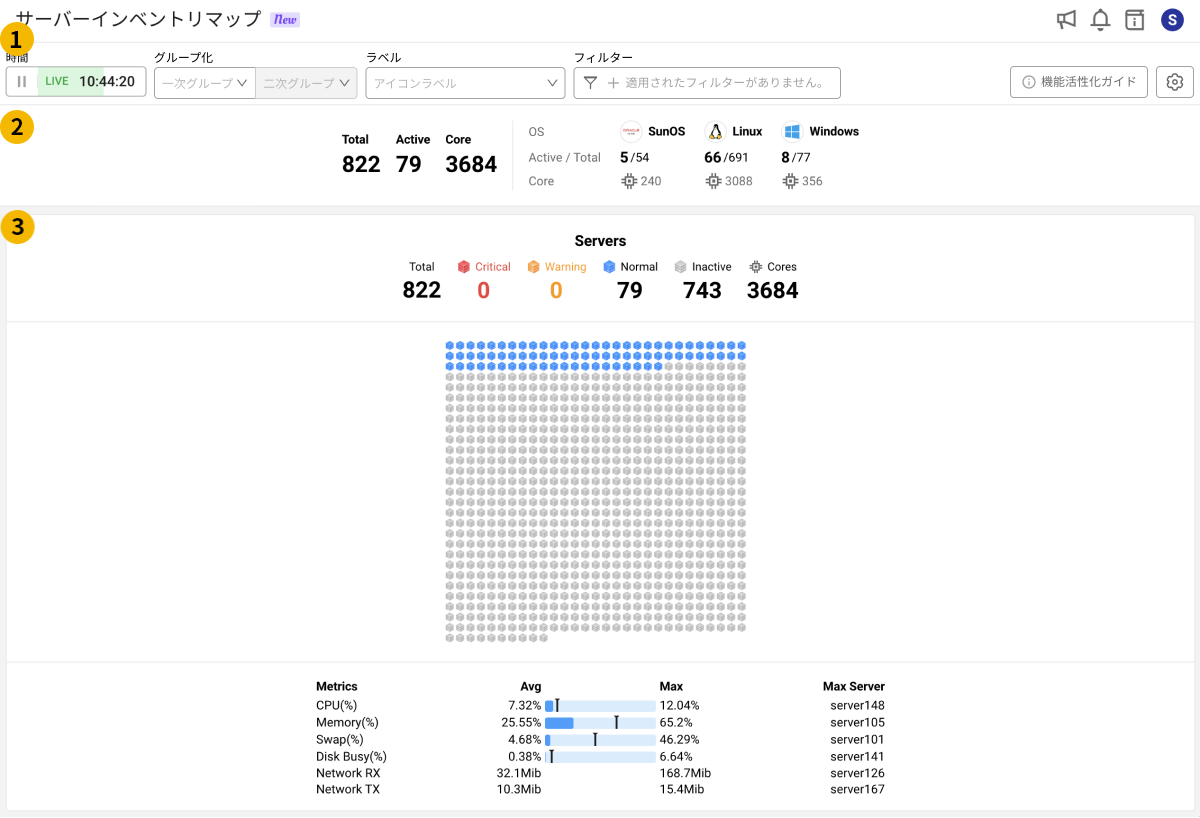 サーバーインベントリマップ New
S
1
時間 グループ化 ラベル フィルター
LIVE 10:44:20 一次グループ 二次グループ アイコンラベル 適用されたフィルターがありません。 機能活性化ガイド
2
Total Active Core
822 79 3684
OS SunOS Linux Windows
Active / Total 5/54 66/691 8/77
Core 240 3088 356
3
Servers
Total Critical Warning Normal Inactive Cores
822 0 0 79 743 3684
Metrics Avg Max Max Server
CPU(%) 7.32% 12.04% server148
Memory(%) 25.55% 65.2% server105
Swap(%) 4.68% 46.29% server101
Disk Busy(%) 0.38% 6.64% server141
Network RX 32.1Mib 168.7Mib server126
Network TX 10.3Mib 15.4Mib server167